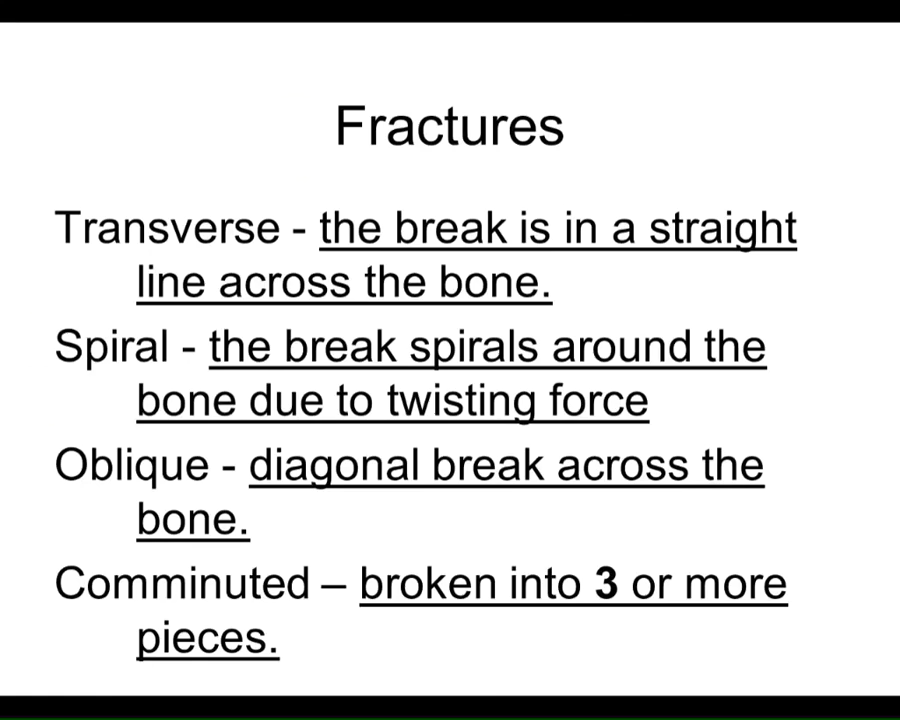 Fractures
Transverse - the break is in a straight
line across the bone.
Spiral - the break spirals around the
bone due to twisting force
Oblique - diagonal break across the
bone.
Comminuted – broken into 3 or more
pieces.